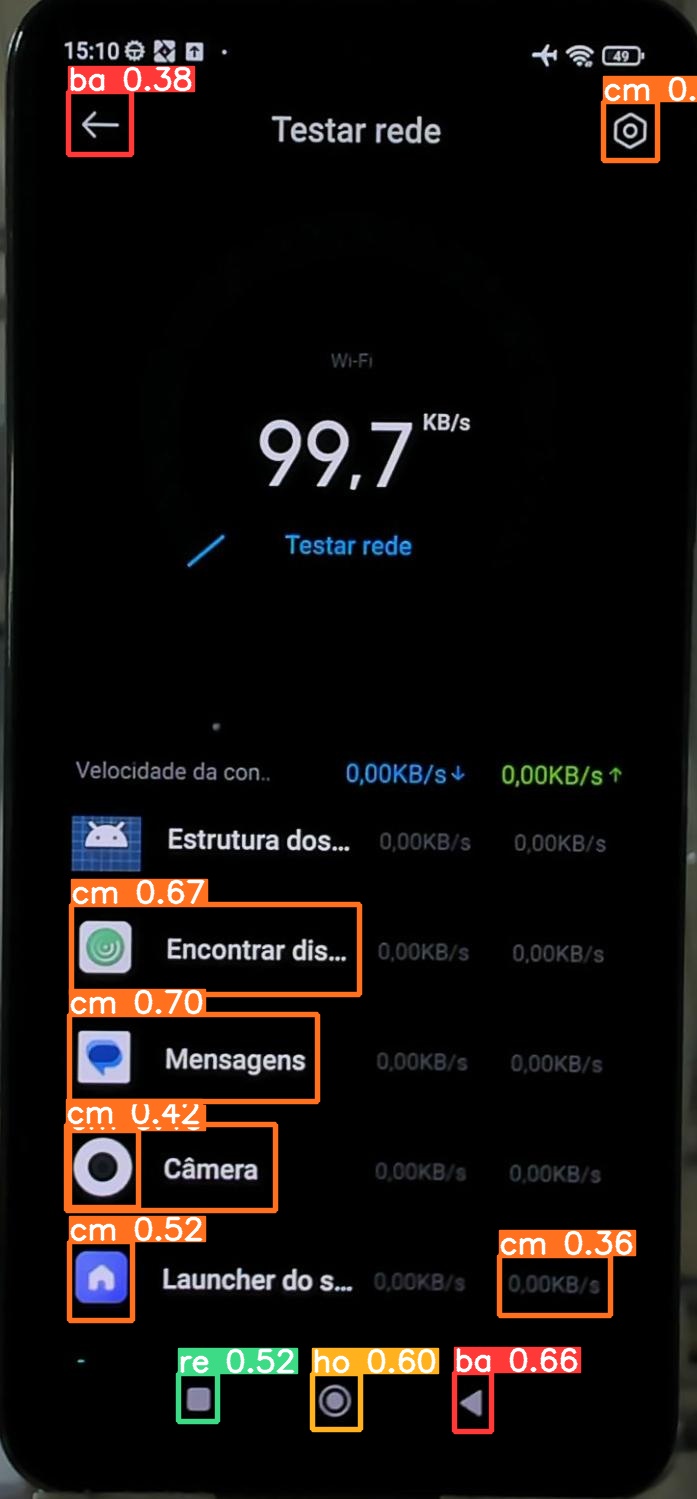 15:10
49
ba 0.38
cm 0.
Testar rede
Wi-Fi
99,7 KB/s
Testar rede
Velocidade da con.. 0,00KB/s↓ 0,00KB/s↑
Estrutura dos... 0,00KB/s 0,00KB/s
cm 0.67
Encontrar dis... 0,00KB/s 0,00KB/s
cm 0.70
Mensagens 0,00KB/s 0,00KB/s
cm 0.42
Câmera 0,00KB/s 0,00KB/s
cm 0.52
cm 0.36
Launcher do s... 0,00KB/s 0,00KB/s
re 0.52 ho 0.60 ba 0.66